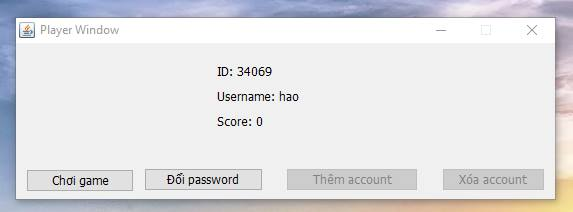 Player Window
ID: 34069
Username: hao
Score: 0
Chơi game
Đổi password
Thêm account
Xóa account